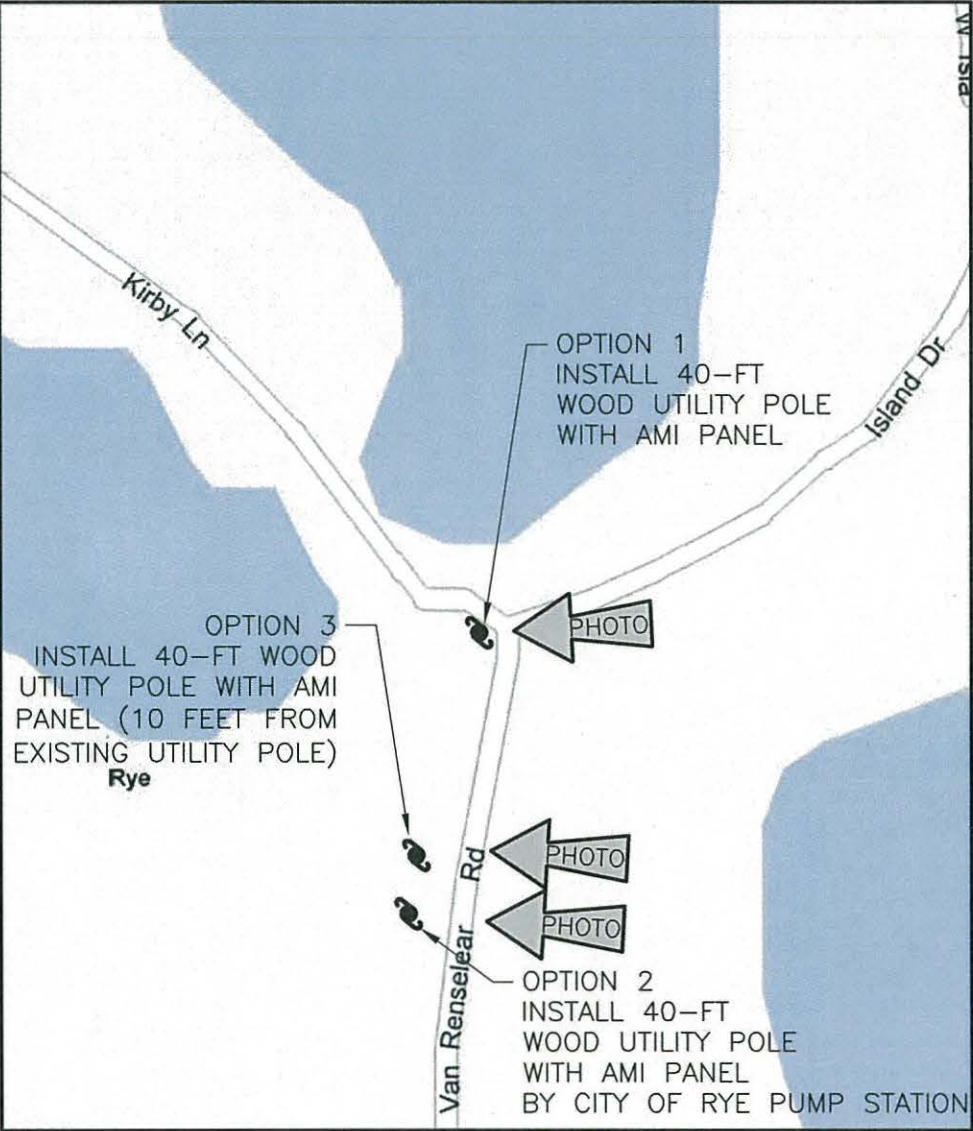 W Isla
Kirby Ln
OPTION 1
INSTALL 40-FT
WOOD UTILITY POLE
WITH AMI PANEL
Island Dr
PHOTO
OPTION 3
INSTALL 40-FT WOOD
UTILITY POLE WITH AMI
PANEL (10 FEET FROM
EXISTING UTILITY POLE)
Rye
PHOTO
PHOTO
Van Renselear Rd
OPTION 2
INSTALL 40-FT
WOOD UTILITY POLE
WITH AMI PANEL
BY CITY OF RYE PUMP STATION